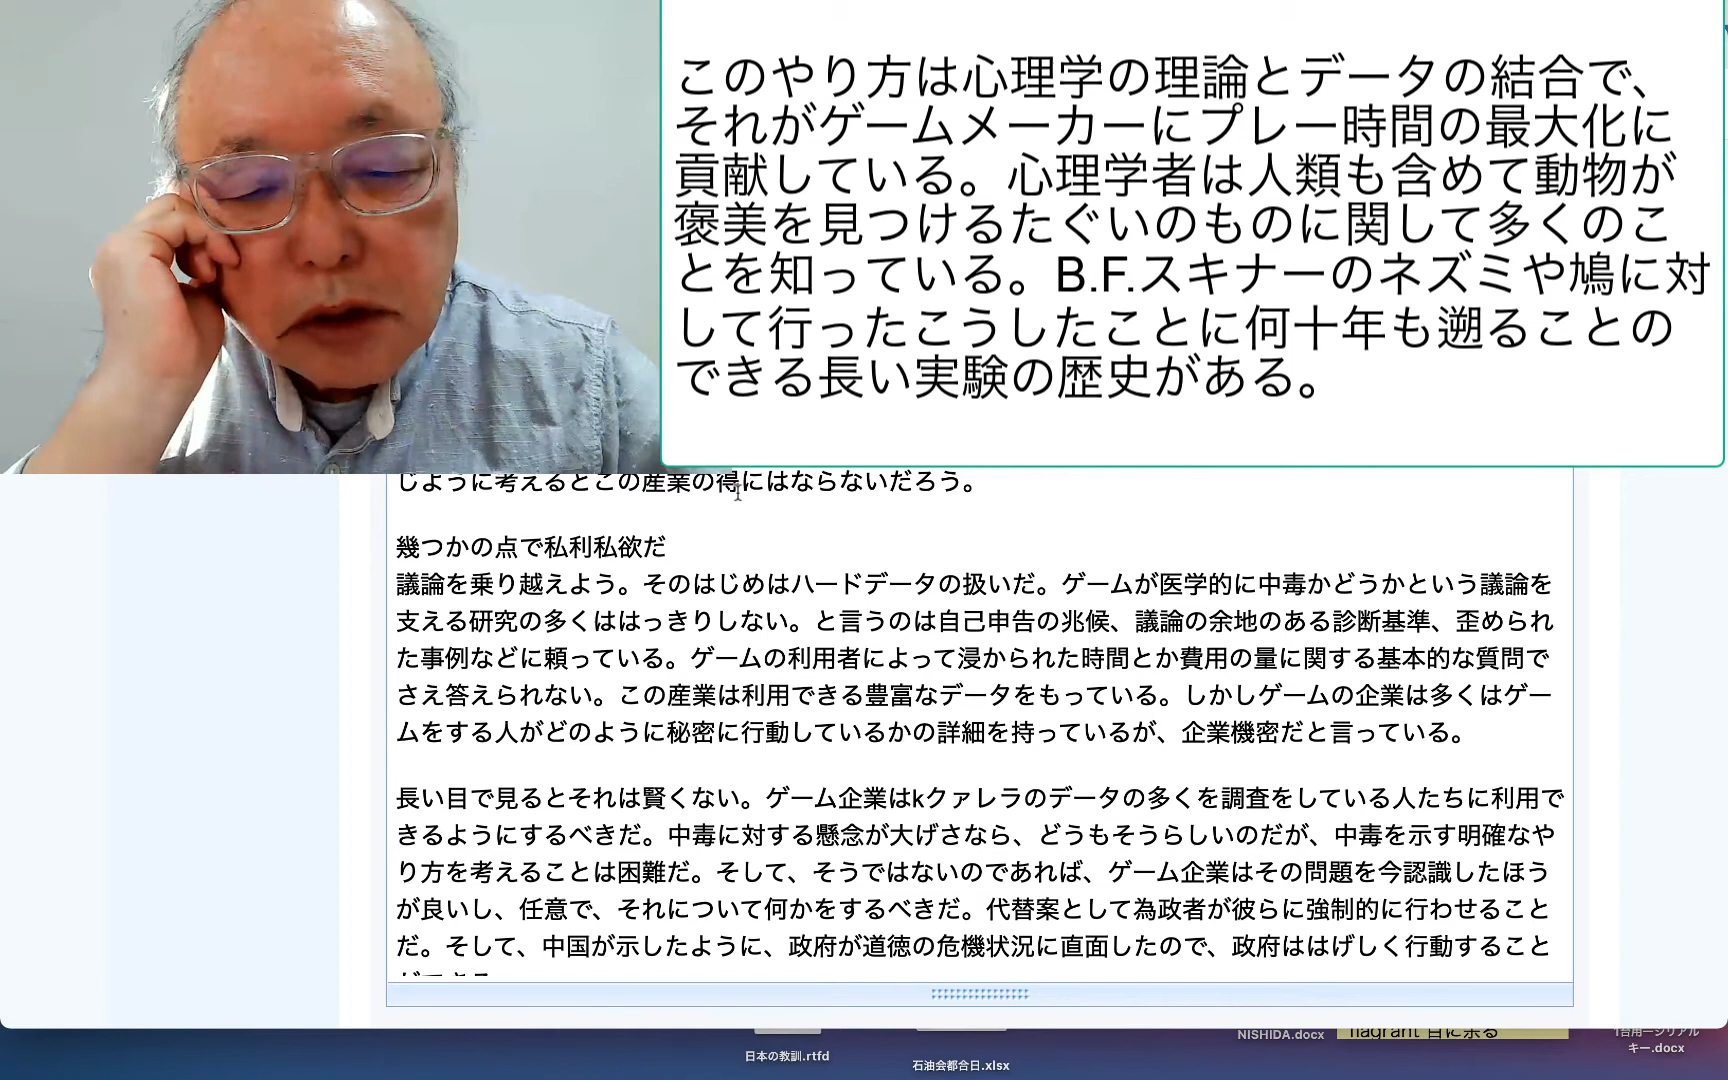 このやり方は心理学の理論とデータの結合で、
それがゲームメーカーにプレー時間の最大化に
貢献している。心理学者は人類も含めて動物が
褒美を見つけるたぐいのものに関して多くのこ
とを知っている。B.F.スキナーのネズミや鳩に対
して行ったこうしたことに何十年も遡ることの
できる長い実験の歴史がある。
じように考えるとこの産業の得にはならないだろう。
幾つかの点で私利私欲だ
議論を乗り越えよう。そのはじめはハードデータの扱いだ。ゲームが医学的に中毒かどうかという議論を
支える研究の多くははっきりしない。と言うのは自己申告の兆候、議論の余地のある診断基準、歪められ
た事例などに頼っている。ゲームの利用者によって浸かられた時間とか費用の量に関する基本的な質問で
さえ答えられない。この産業は利用できる豊富なデータをもっている。しかしゲームの企業は多くはゲー
ムをする人がどのように秘密に行動しているかの詳細を持っているが、企業機密だと言っている。
長い目で見るとそれは賢くない。ゲーム企業はkクァレラのデータの多くを調査をしている人たちに利用で
きるようにするべきだ。中毒に対する懸念が大げさなら、どうもそうらしいのだが、中毒を示す明確なや
り方を考えることは困難だ。そして、そうではないのであれば、ゲーム企業はその問題を今認識したほう
が良いし、任意で、それについて何かをするべきだ。代替案として為政者が彼らに強制的に行わせること
だ。そして、中国が示したように、政府が道徳の危機状況に直面したので、政府ははげしく行動すること
ができる
NISHIDA.docx
flagrant 目に余る
1台用ーシリアル
キー.docx
日本の教訓.rtfd
石油会都合日.xlsx